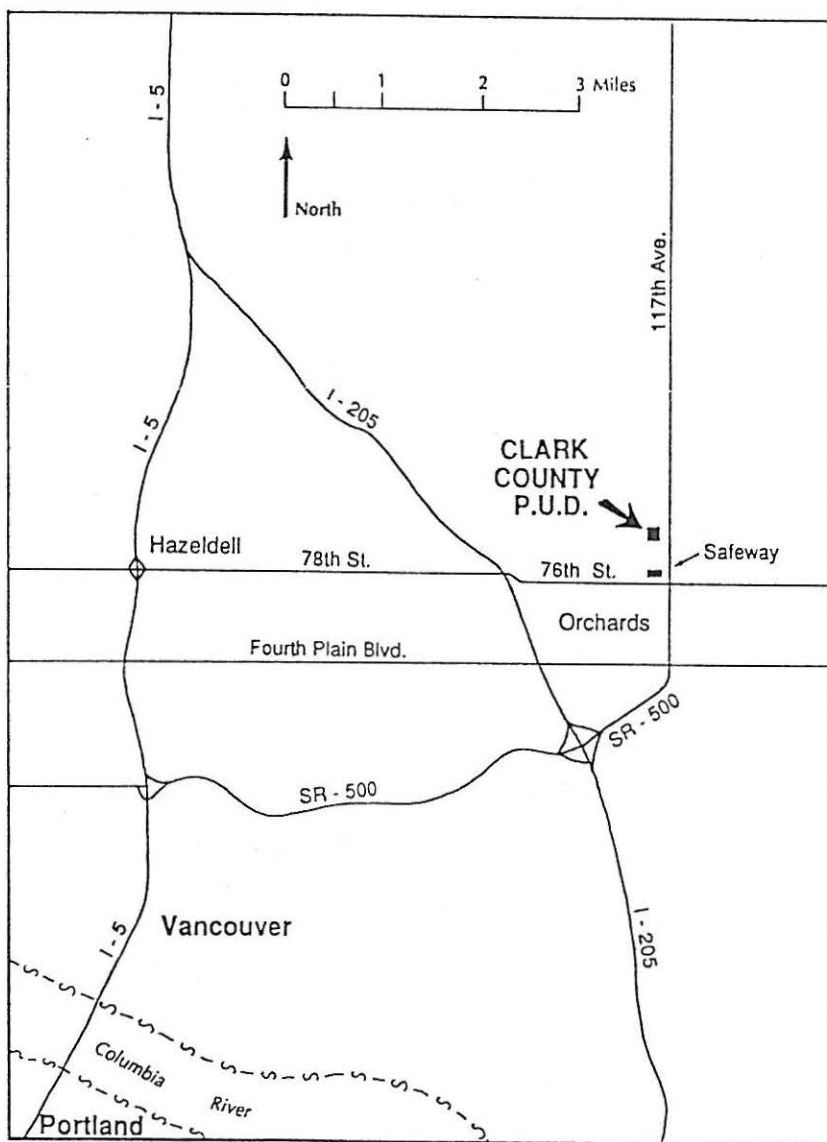 I-5
0 1 2 3 Miles
North
117th Ave.
I-205
I-5
CLARK
COUNTY
P.U.D.
Hazeldell
78th St.
76th St.
Safeway
Orchards
Fourth Plain Blvd.
SR-500
SR-500
Vancouver
I-5
I-205
Columbia
River
Portland